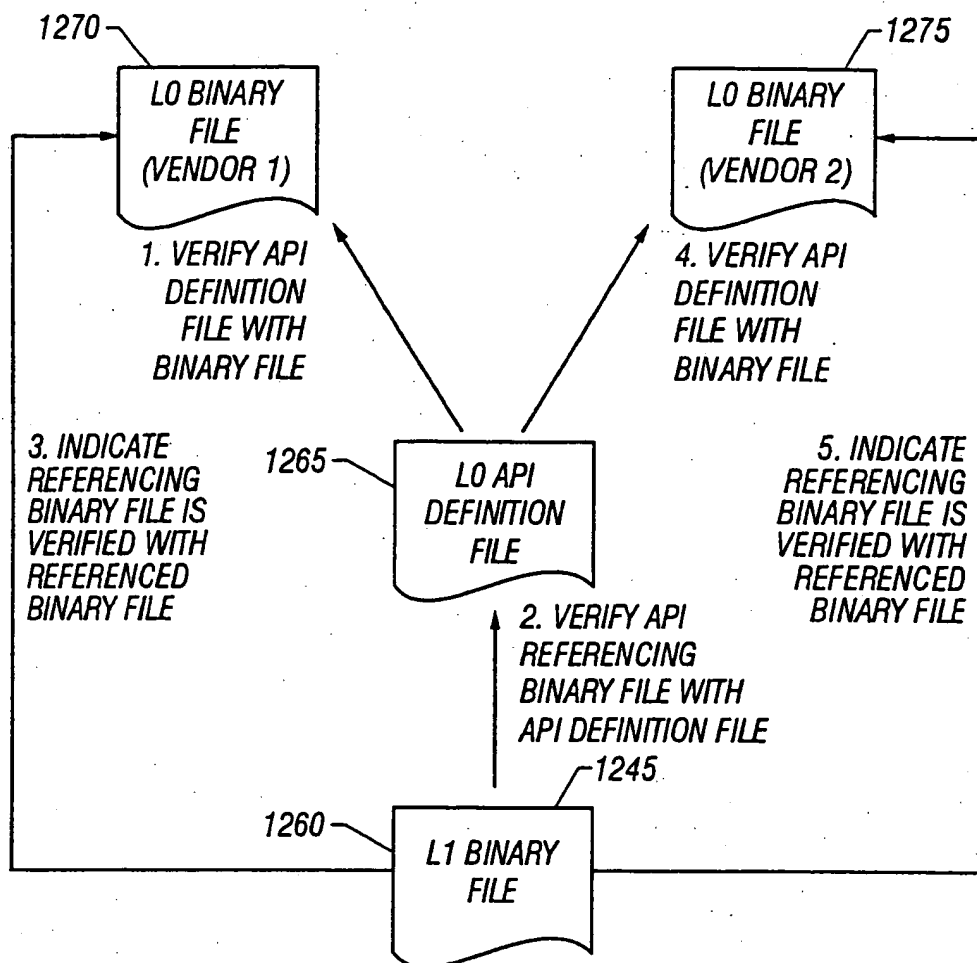 1270
1275
L0 BINARY
FILE
(VENDOR 1)
L0 BINARY
FILE
(VENDOR 2)
1. VERIFY API
DEFINITION
FILE WITH
BINARY FILE
4. VERIFY API
DEFINITION
FILE WITH
BINARY FILE
3. INDICATE
REFERENCING
BINARY FILE IS
VERIFIED WITH
REFERENCED
BINARY FILE
1265
L0 API
DEFINITION
FILE
5. INDICATE
REFERENCING
BINARY FILE IS
VERIFIED WITH
REFERENCED
BINARY FILE
2. VERIFY API
REFERENCING
BINARY FILE WITH
API DEFINITION FILE
1245
1260
L1 BINARY
FILE